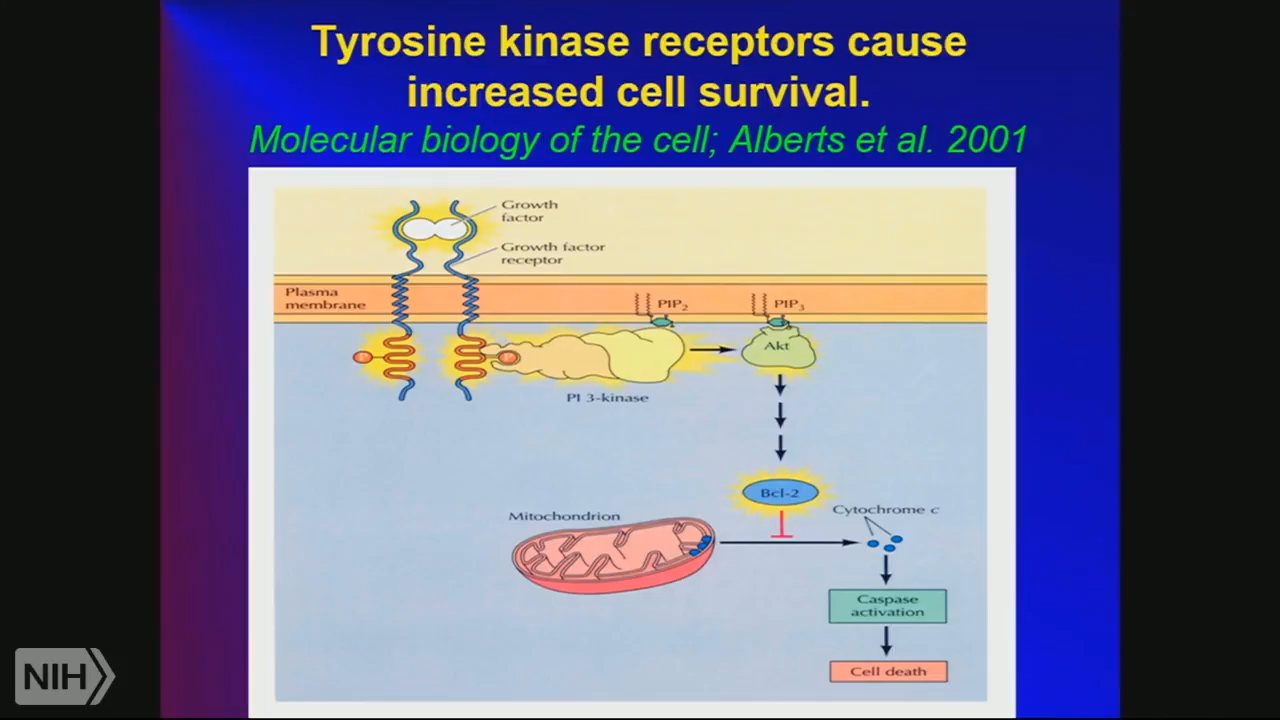 Tyrosine kinase receptors cause
increased cell survival.
Molecular biology of the cell; Alberts et al. 2001
Growth
factor
Growth factor
receptor
Plasma
membrane
PIP2
PIP3
P
P
Akt
PI 3-kinase
Bcl-2
Mitochondrion
Cytochrome c
Caspase
activation
Cell death
NIH